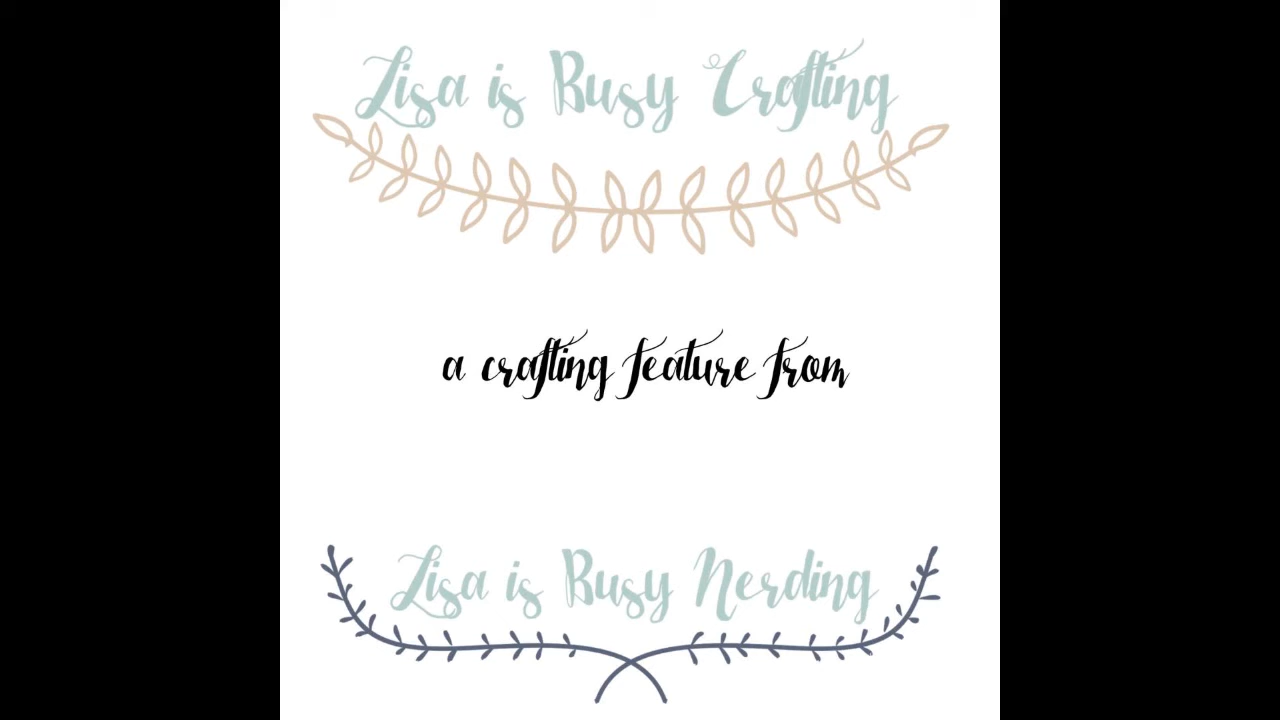 Lisa is Busy Crafting
a crafting feature from
Lisa is Busy Nerding